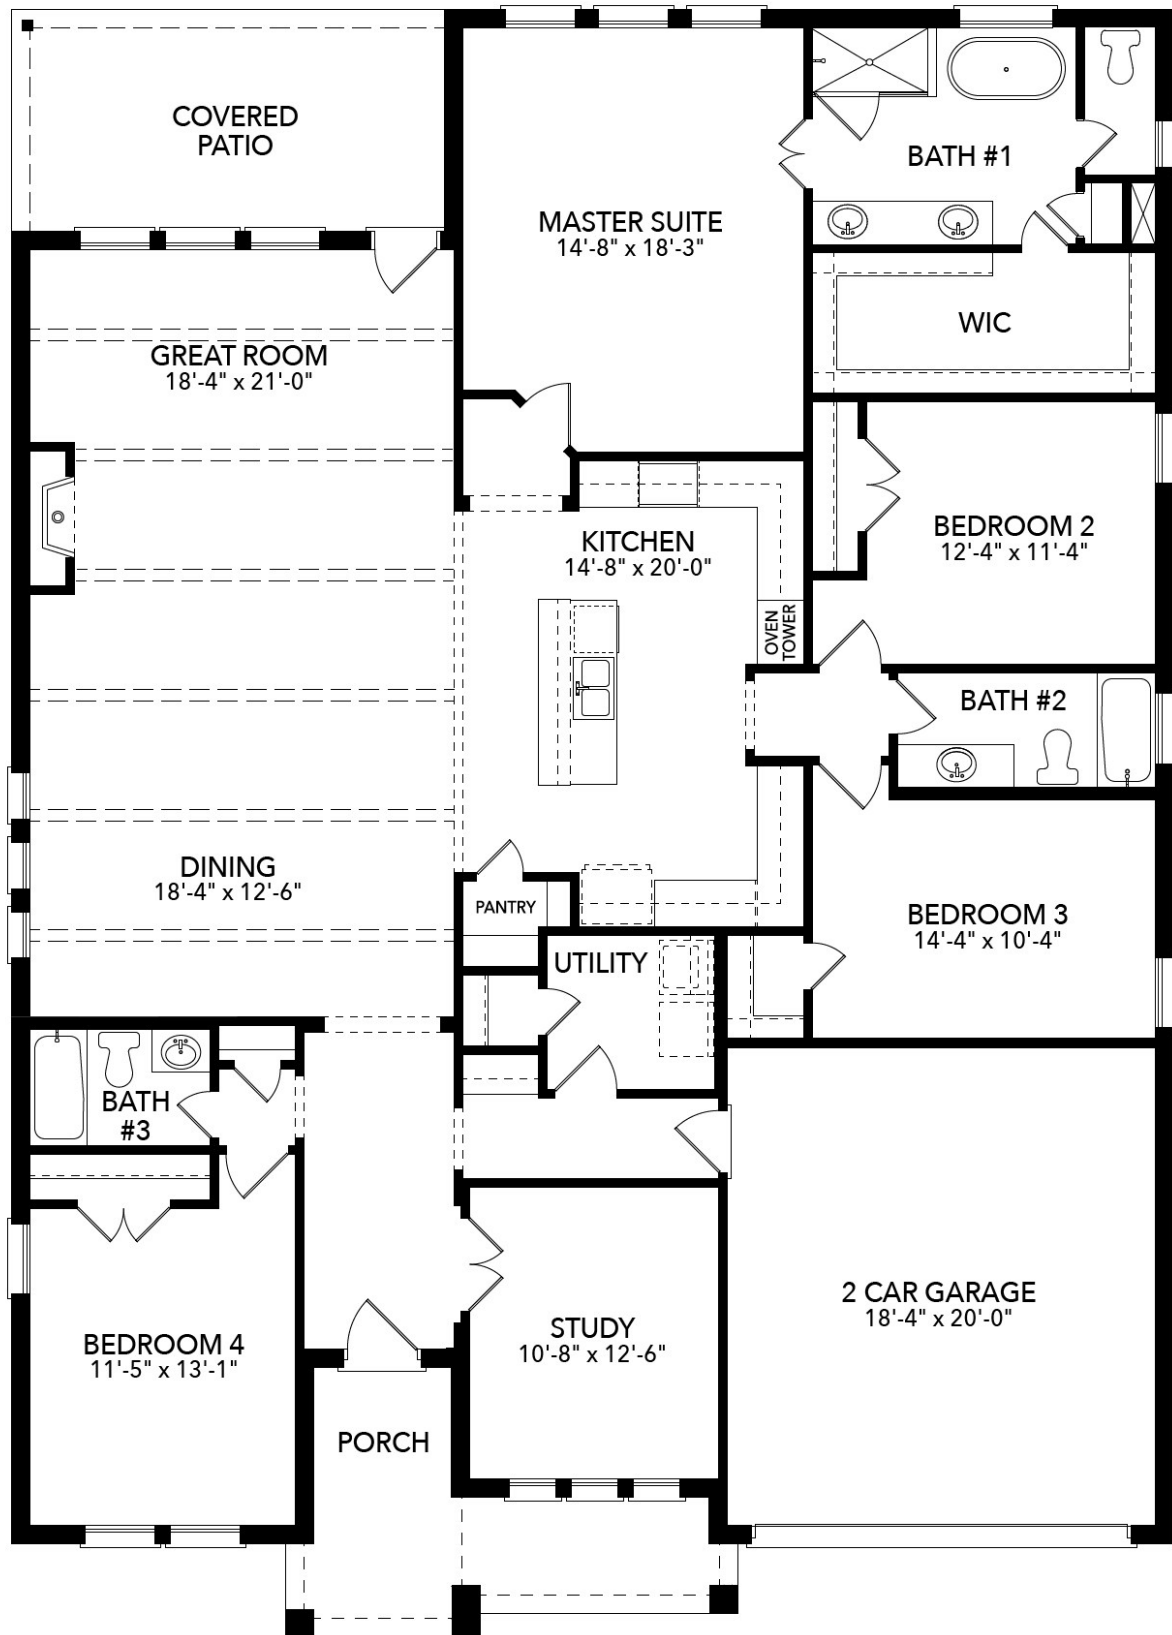 COVERED
PATIO
BATH #1
MASTER SUITE
14'-8" x 18'-3"
WIC
GREAT ROOM
18'-4" x 21'-0"
KITCHEN
14'-8" x 20'-0"
BEDROOM 2
12'-4" x 11'-4"
OVEN
TOWER
BATH #2
DINING
18'-4" x 12'-6"
PANTRY
BEDROOM 3
14'-4" x 10'-4"
UTILITY
BATH
#3
2 CAR GARAGE
18'-4" x 20'-0"
BEDROOM 4
11'-5" x 13'-1"
STUDY
10'-8" x 12'-6"
PORCH